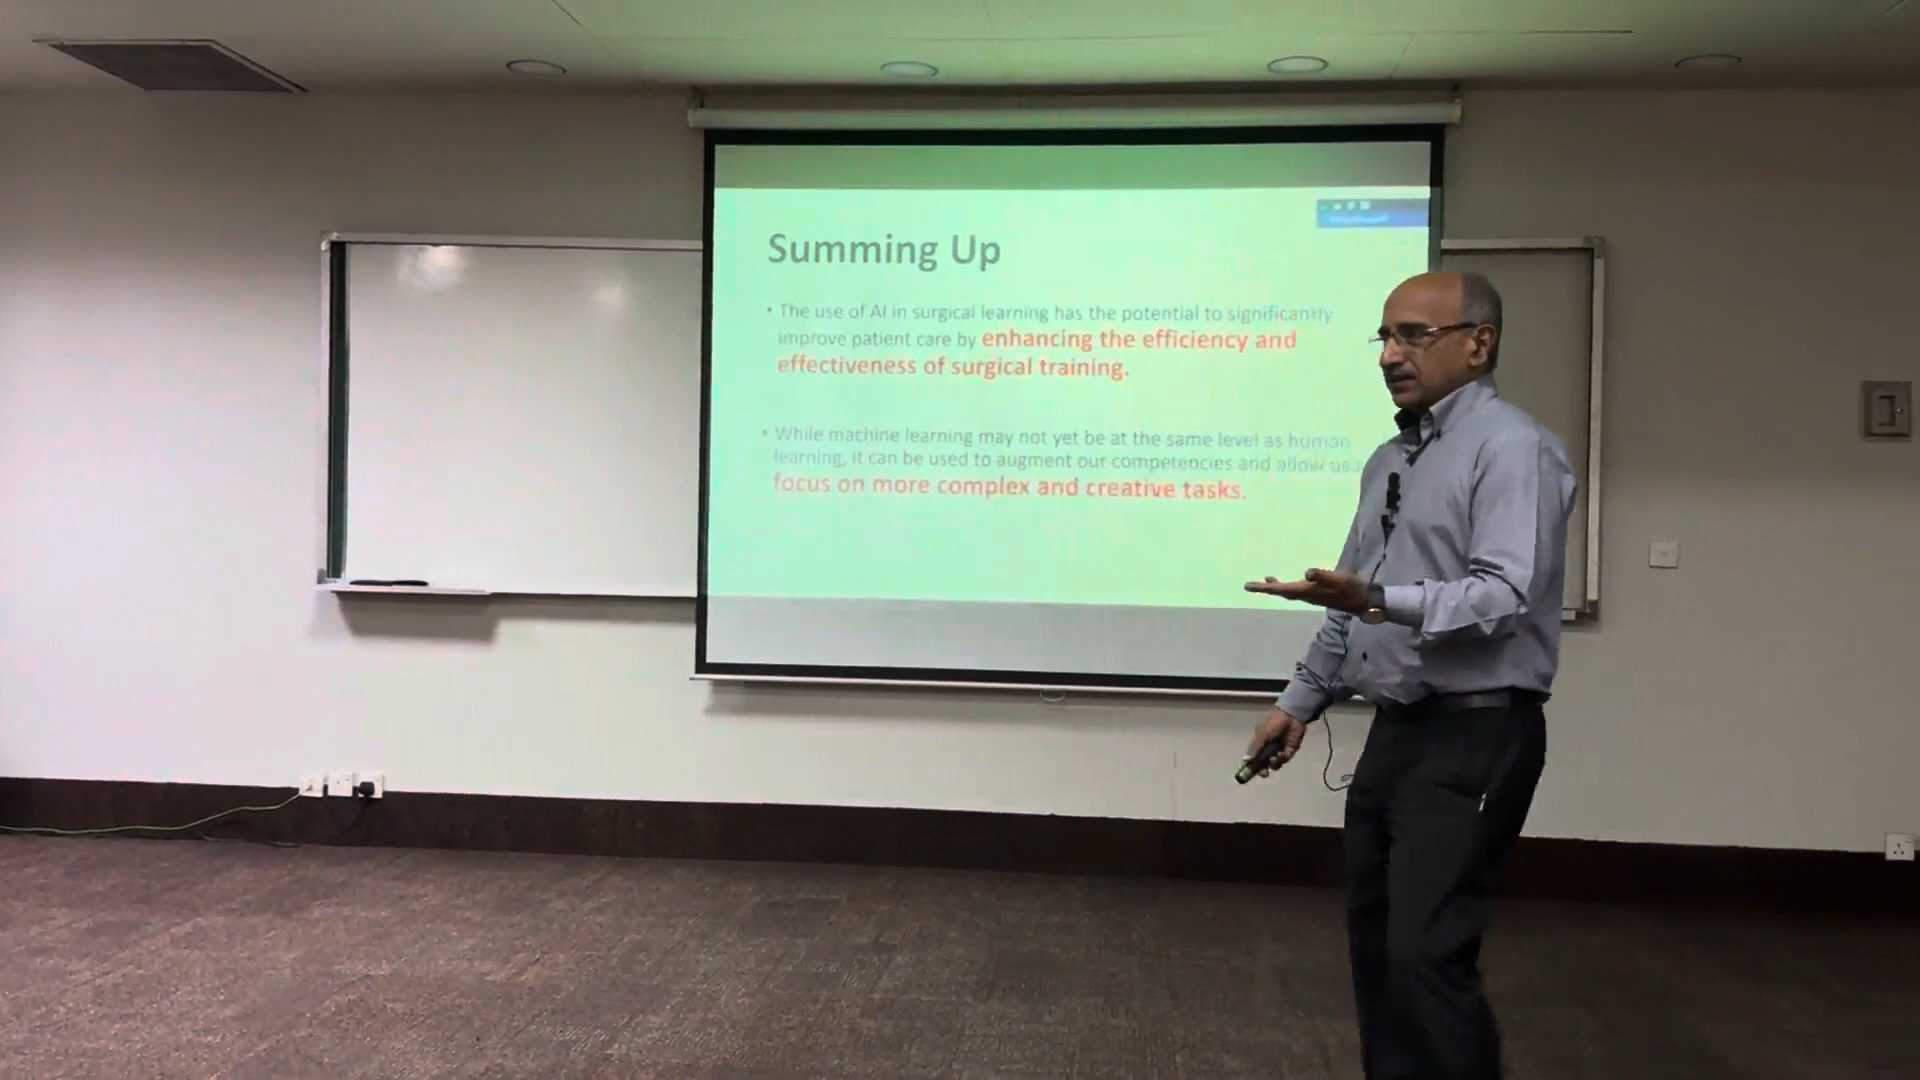 Summing Up
• The use of AI in surgical learning has the potential to significantly
improve patient care by enhancing the efficiency and
effectiveness of surgical training.
• While machine learning may not yet be at the same level as human
learning, it can be used to augment our competencies and allow
focus on more complex and creative tasks.